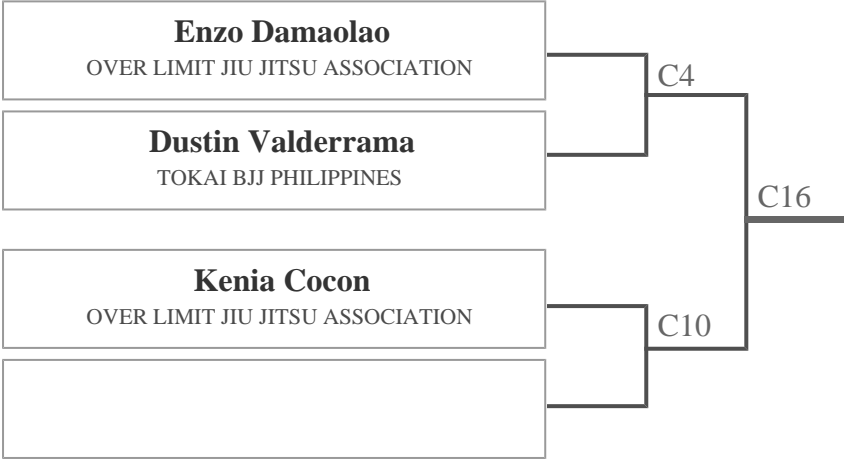 Enzo Damaolao
OVER LIMIT JIU JITSU ASSOCIATION
C4
Dustin Valderrama
TOKAI BJJ PHILIPPINES
C16
Kenia Cocon
OVER LIMIT JIU JITSU ASSOCIATION
C10